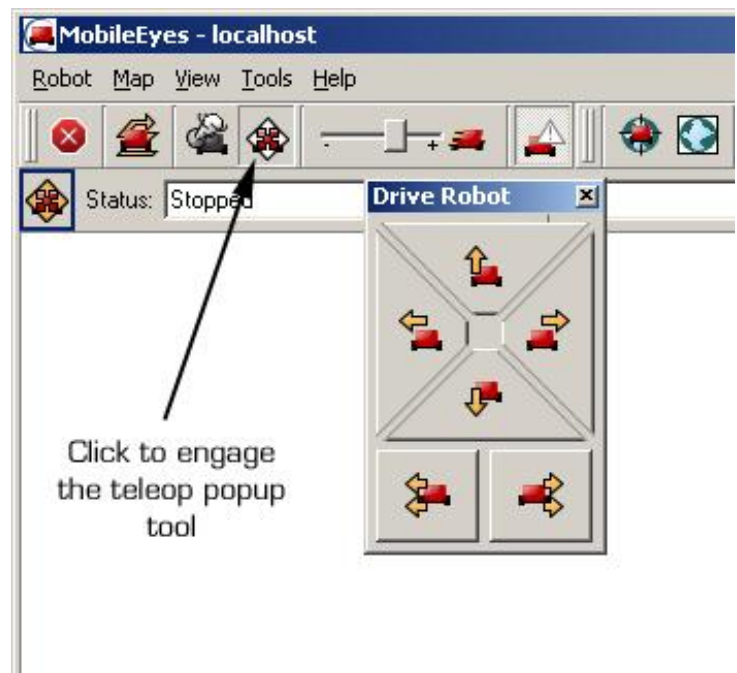 MobileEyes - localhost
Robot Map View Tools Help
- +
Status: Stopped
Drive Robot
Click to engage
the teleop popup
tool